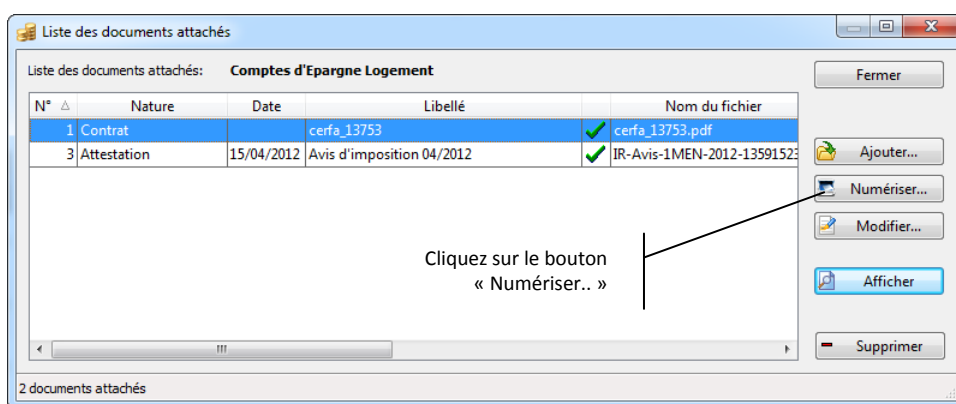 Liste des documents attachés
Liste des documents attachés: Comptes d'Epargne Logement
Fermer
N° Nature Date Libellé Nom du fichier
1 Contrat cerfa_13753 cerfa_13753.pdf
3 Attestation 15/04/2012 Avis d'imposition 04/2012 IR-Avis-1MEN-2012-13591523
Ajouter...
Numériser...
Modifier...
Cliquez sur le bouton
« Numériser.. »
Afficher
Supprimer
2 documents attachés